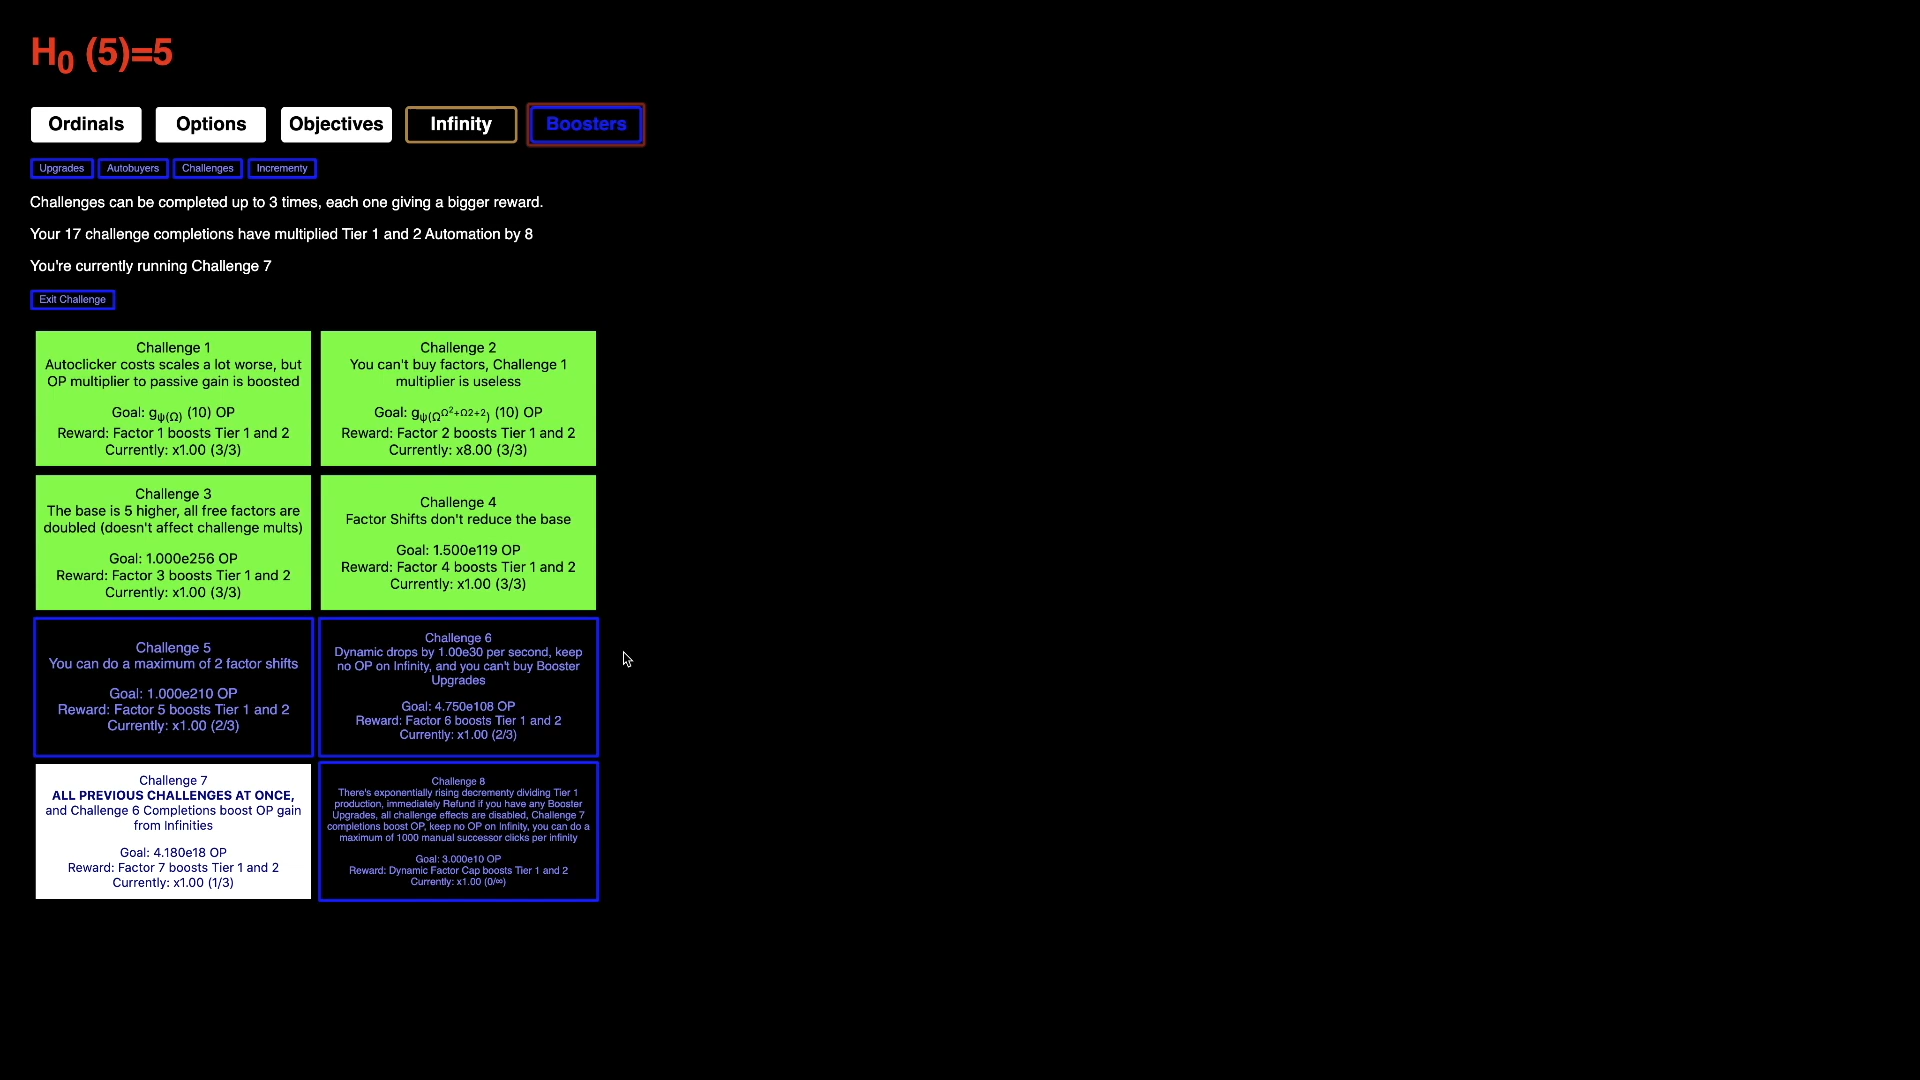 H₀ (5)=5
Ordinals Options Objectives Infinity Boosters
Upgrades Autobuyers Challenges Incrementy
Challenges can be completed up to 3 times, each one giving a bigger reward.
Your 17 challenge completions have multiplied Tier 1 and 2 Automation by 8
You're currently running Challenge 7
Exit Challenge
Challenge 1
Autoclicker costs scales a lot worse, but
OP multiplier to passive gain is boosted
Goal: gψ(Ω) (10) OP
Reward: Factor 1 boosts Tier 1 and 2
Currently: x1.00 (3/3)
Challenge 2
You can't buy factors, Challenge 1
multiplier is useless
Goal: gψ(Ω^Ω²+Ω2+2) (10) OP
Reward: Factor 2 boosts Tier 1 and 2
Currently: x8.00 (3/3)
Challenge 3
The base is 5 higher, all free factors are
doubled (doesn't affect challenge mults)
Goal: 1.000e256 OP
Reward: Factor 3 boosts Tier 1 and 2
Currently: x1.00 (3/3)
Challenge 4
Factor Shifts don't reduce the base
Goal: 1.500e119 OP
Reward: Factor 4 boosts Tier 1 and 2
Currently: x1.00 (3/3)
Challenge 5
You can do a maximum of 2 factor shifts
Goal: 1.000e210 OP
Reward: Factor 5 boosts Tier 1 and 2
Currently: x1.00 (2/3)
Challenge 6
Dynamic drops by 1.00e30 per second, keep
no OP on Infinity, and you can't buy Booster
Upgrades
Goal: 4.750e108 OP
Reward: Factor 6 boosts Tier 1 and 2
Currently: x1.00 (2/3)
Challenge 7
ALL PREVIOUS CHALLENGES AT ONCE,
and Challenge 6 Completions boost OP gain
from Infinities
Goal: 4.180e18 OP
Reward: Factor 7 boosts Tier 1 and 2
Currently: x1.00 (1/3)
Challenge 8
There's exponentially rising decrementy dividing Tier 1
production, immediately Refund if you have any Booster
Upgrades, all challenge effects are disabled, Challenge 7
completions boost OP, keep no OP on Infinity, you can do a
maximum of 1000 manual successor clicks per infinity
Goal: 3.000e10 OP
Reward: Dynamic Factor Cap boosts Tier 1 and 2
Currently: x1.00 (0/∞)